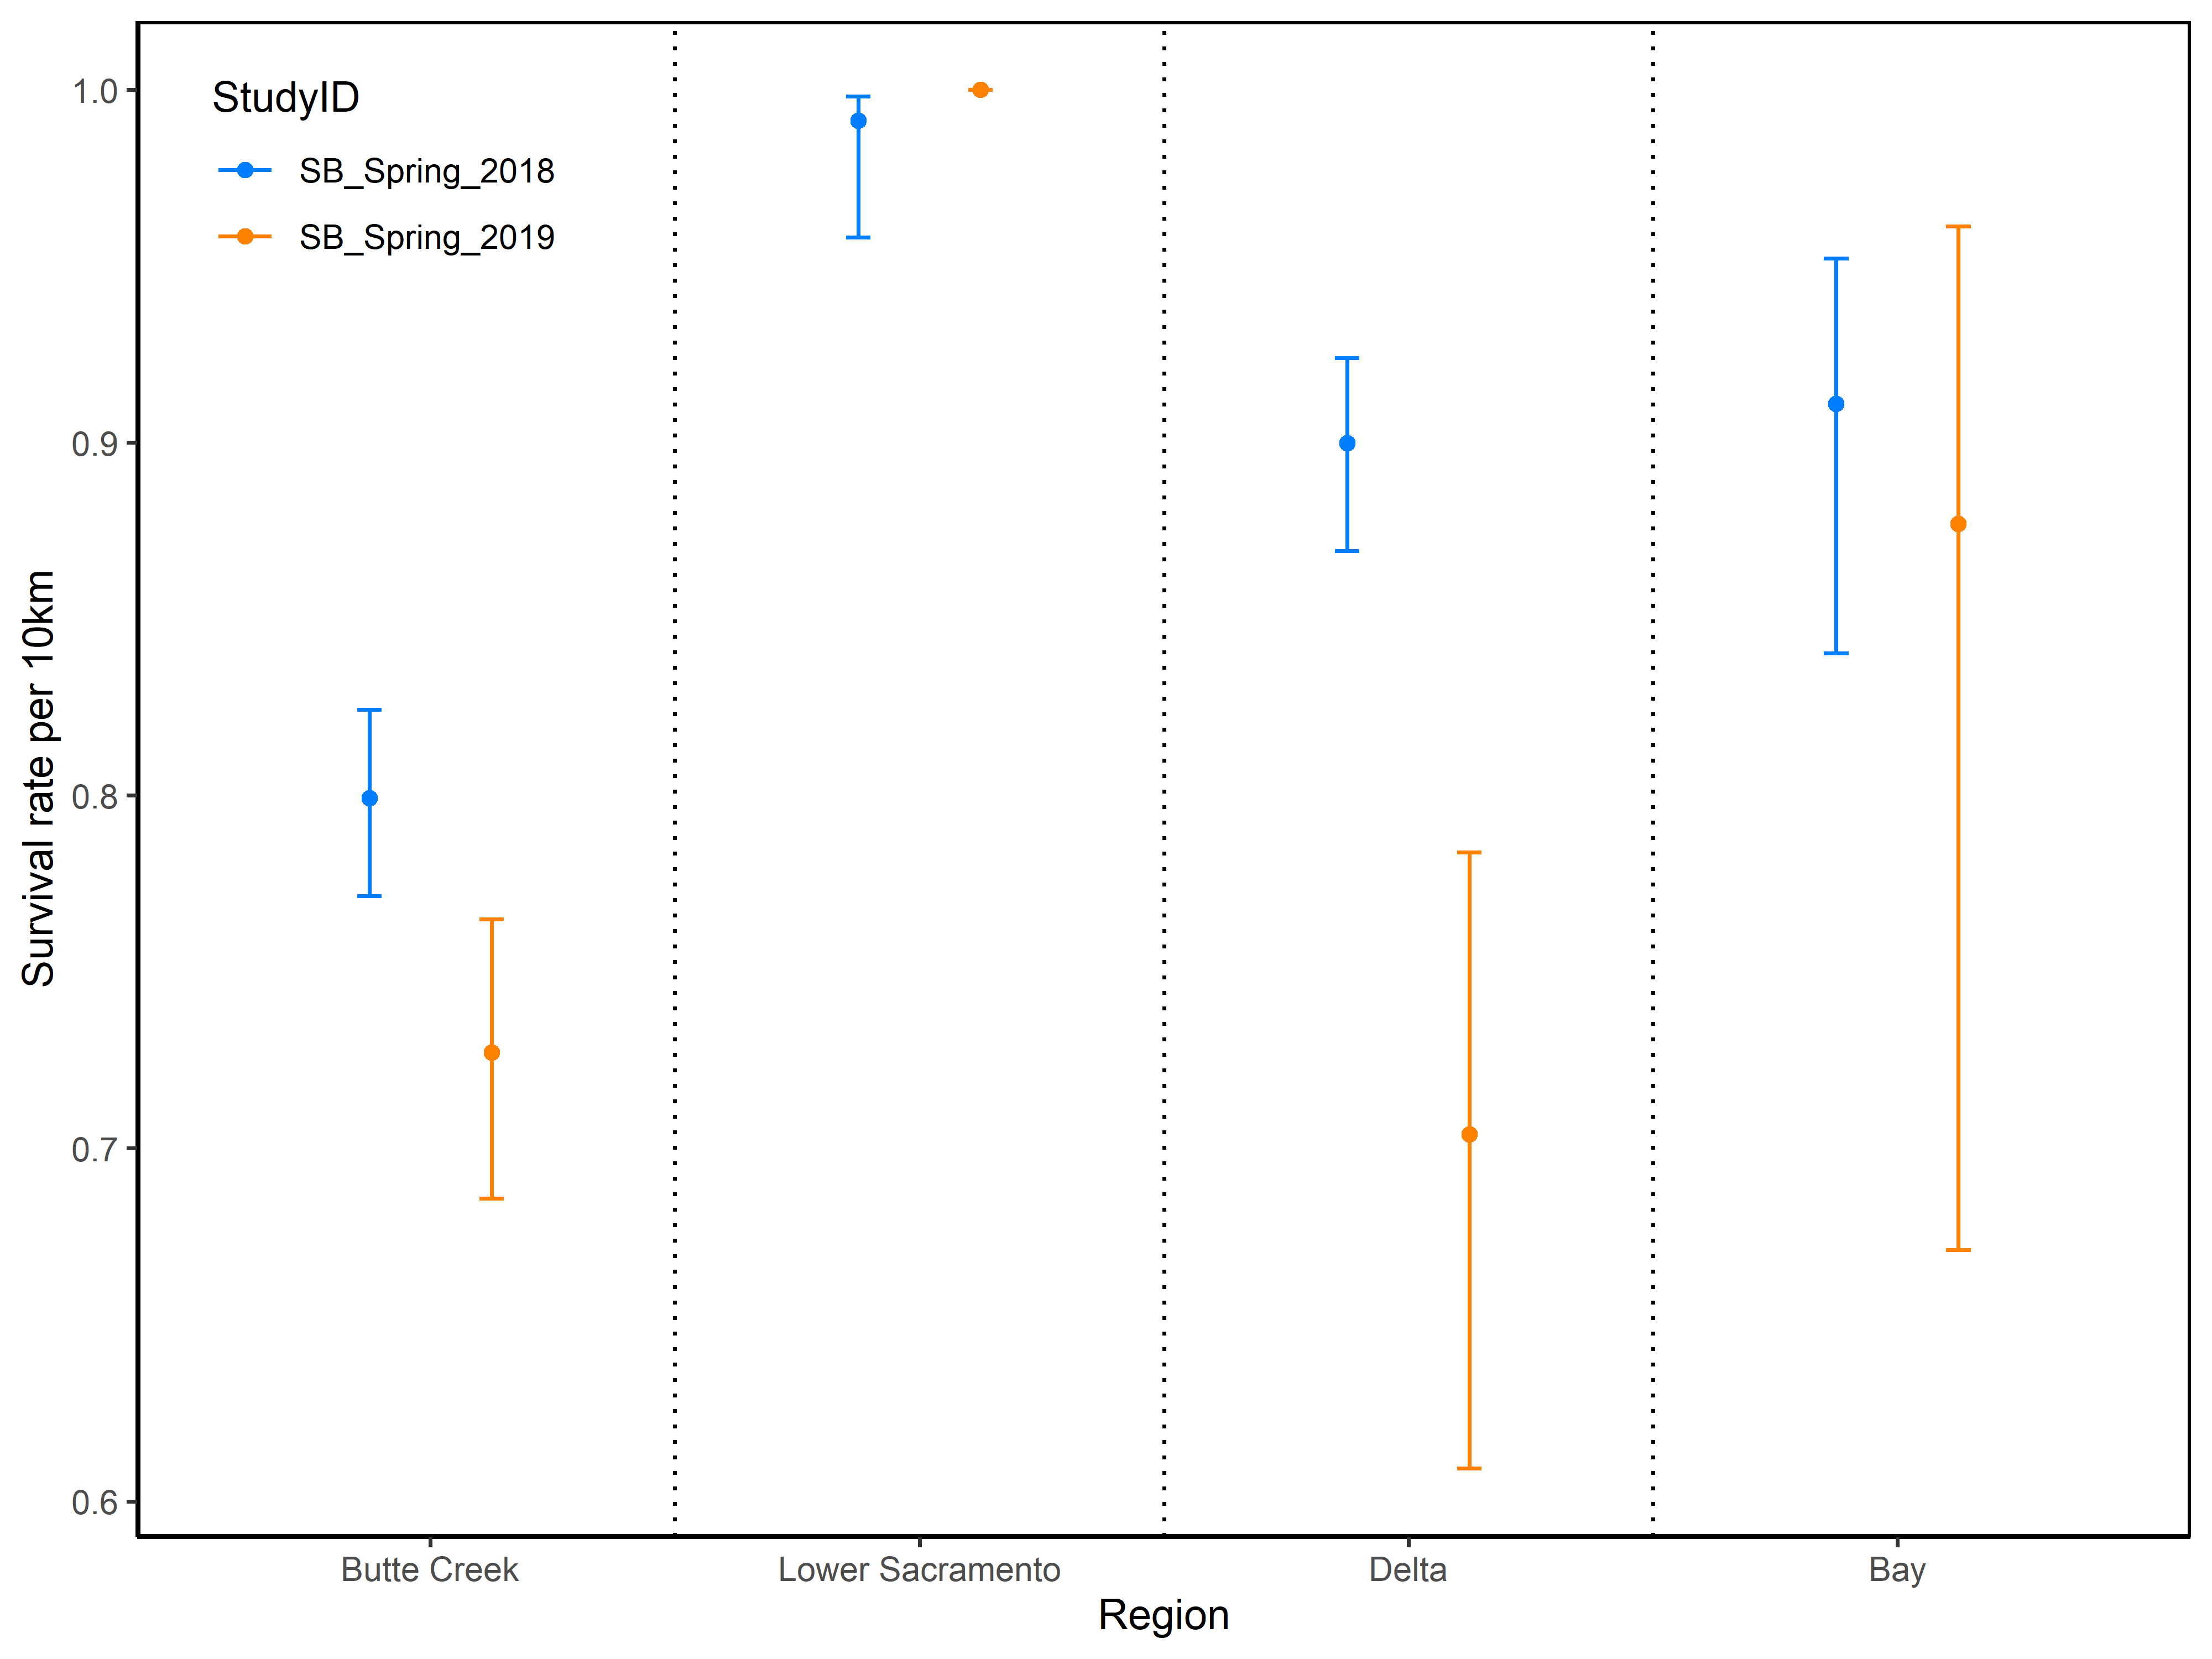 StudyID
SB_Spring_2018
SB_Spring_2019
Survival rate per 10km
1.0
0.9
0.8
0.7
0.6
Butte Creek
Lower Sacramento
Delta
Bay
Region